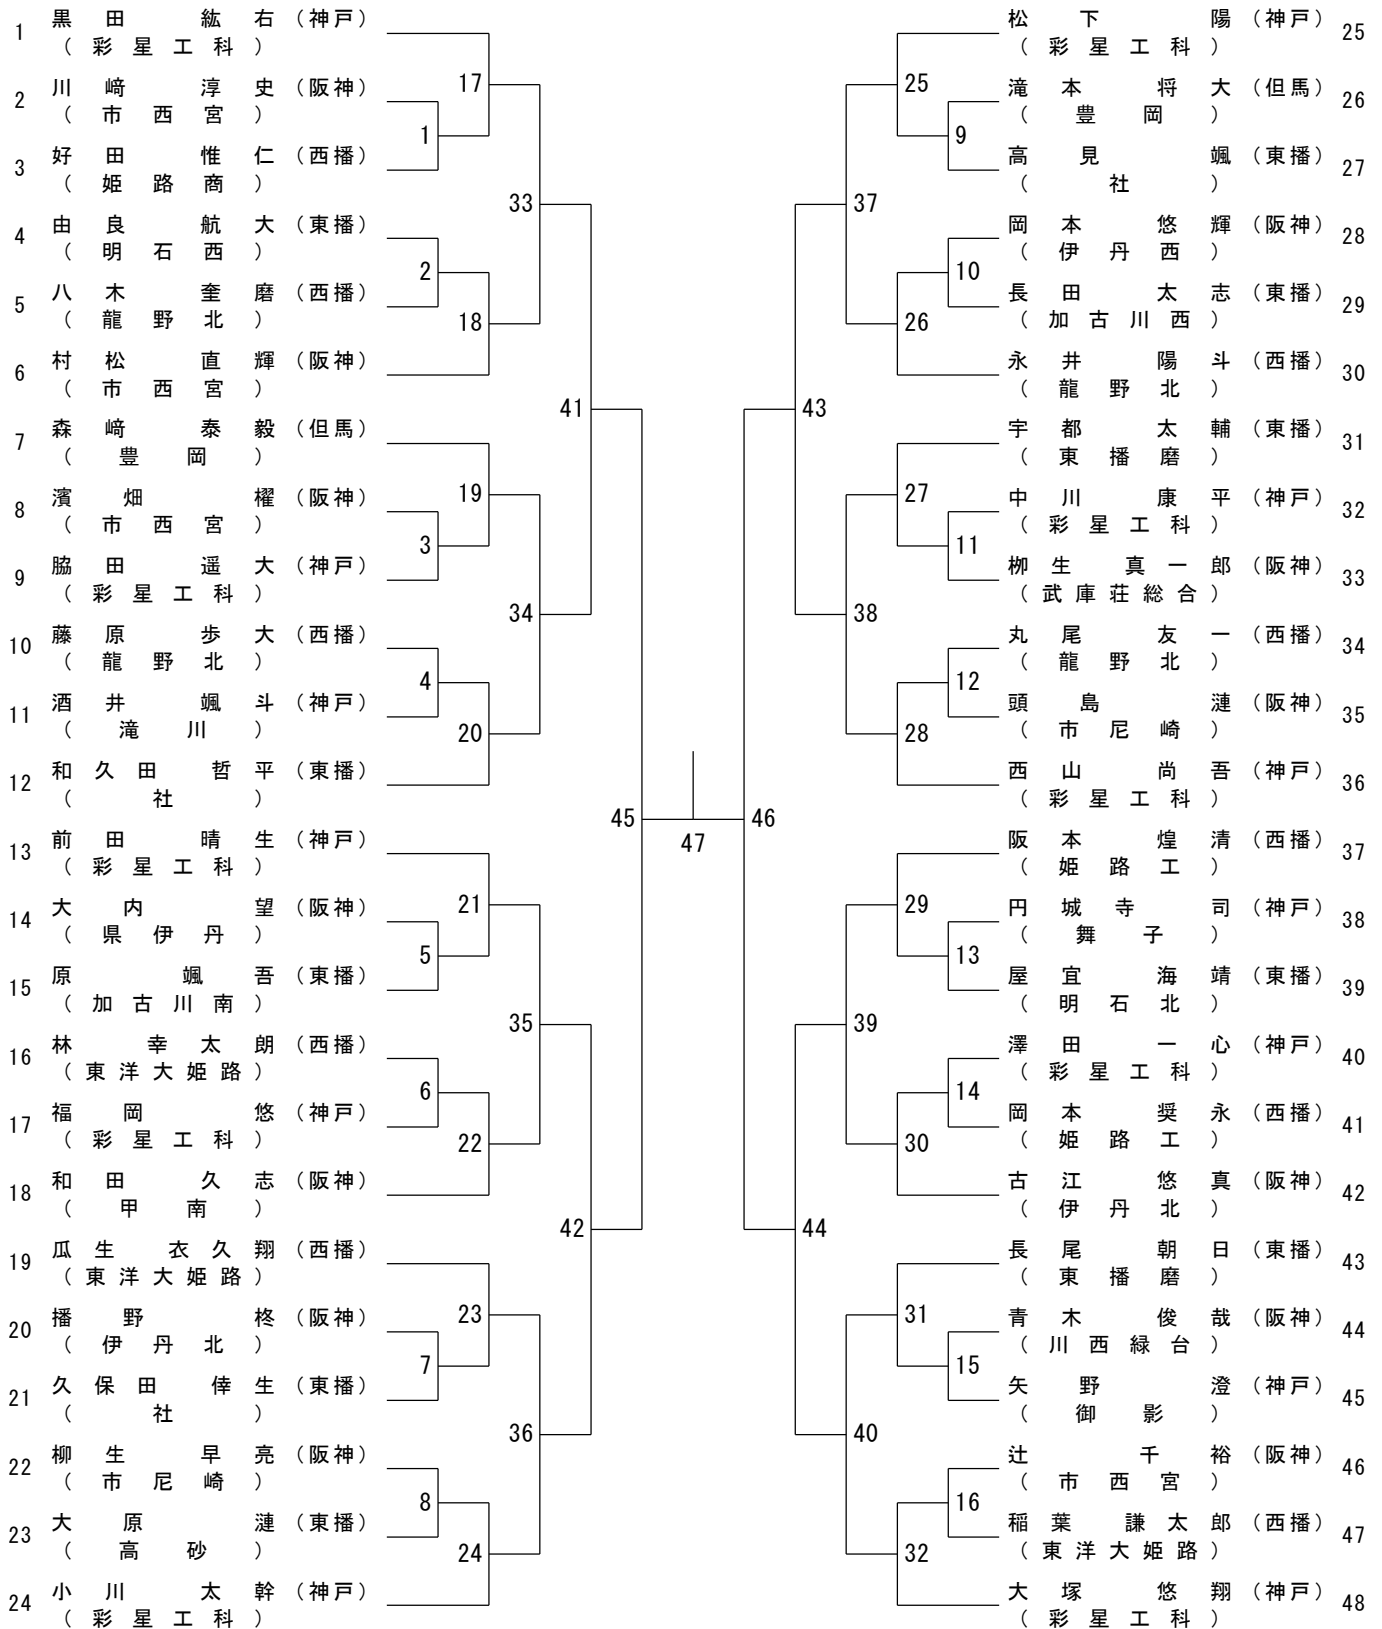 1 黒田 紘右 (神戸)
(彩星工科)
2 川﨑 淳史 (阪神)
(市西宮)
3 好田 惟仁 (西播)
(姫路商)
4 由良 航大 (東播)
(明石西)
5 八木 奎磨 (西播)
(龍野北)
6 村松 直輝 (阪神)
(市西宮)
7 森﨑 泰毅 (但馬)
(豊岡)
8 濱畑 櫂 (阪神)
(市西宮)
9 脇田 遥大 (神戸)
(彩星工科)
10 藤原 歩大 (西播)
(龍野北)
11 酒井 颯斗 (神戸)
(滝川)
12 和久田 哲平 (東播)
(社)
13 前田 晴生 (神戸)
(彩星工科)
14 大内 望 (阪神)
(県伊丹)
15 原 颯吾 (東播)
(加古川南)
16 林 幸太朗 (西播)
(東洋大姫路)
17 福岡 悠 (神戸)
(彩星工科)
18 和田 久志 (阪神)
(甲南)
19 瓜生 衣久翔 (西播)
(東洋大姫路)
20 播野 柊 (阪神)
(伊丹北)
21 久保田 倖生 (東播)
(社)
22 柳生 早亮 (阪神)
(市尼崎)
23 大原 漣 (東播)
(高砂)
24 小川 太幹 (神戸)
(彩星工科)
1
2
3
4
5
6
7
8
17
18
19
20
21
22
23
24
33
34
35
36
41
42
45
47
46
43
44
37
38
39
40
25
26
27
28
29
30
31
32
9
10
11
12
13
14
15
16
松下 陽 (神戸) 25
(彩星工科)
滝本 将大 (但馬) 26
(豊岡)
高見 颯 (東播) 27
(社)
岡本 悠輝 (阪神) 28
(伊丹西)
長田 太志 (東播) 29
(加古川西)
永井 陽斗 (西播) 30
(龍野北)
宇都 太輔 (東播) 31
(東播磨)
中川 康平 (神戸) 32
(彩星工科)
栁生 真一郎 (阪神) 33
(武庫荘総合)
丸尾 友一 (西播) 34
(龍野北)
頭島 漣 (阪神) 35
(市尼崎)
西山 尚吾 (神戸) 36
(彩星工科)
阪本 煌清 (西播) 37
(姫路工)
円城寺 司 (神戸) 38
(舞子)
屋宜 海靖 (東播) 39
(明石北)
澤田 一心 (神戸) 40
(彩星工科)
岡本 奨永 (西播) 41
(姫路工)
古江 悠真 (阪神) 42
(伊丹北)
長尾 朝日 (東播) 43
(東播磨)
青木 俊哉 (阪神) 44
(川西緑台)
矢野 澄 (神戸) 45
(御影)
辻 千裕 (阪神) 46
(市西宮)
稲葉 謙太郎 (西播) 47
(東洋大姫路)
大塚 悠翔 (神戸) 48
(彩星工科)